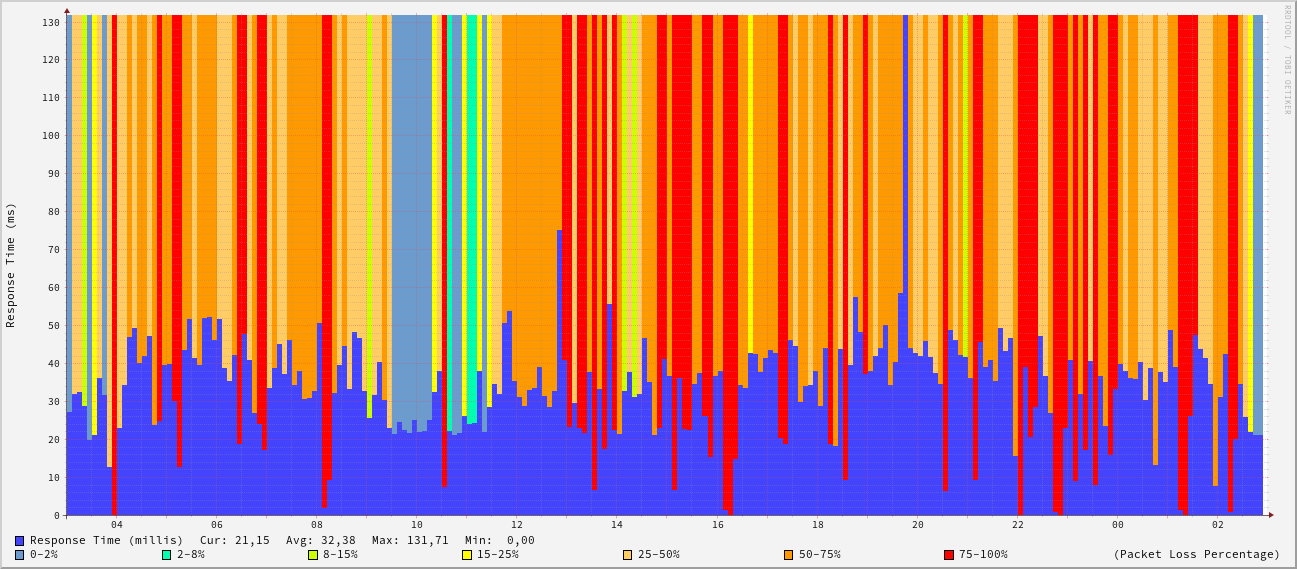 RRDTOOL / TOBI OETIKER
Response Time (ms)
130
120
110
100
90
80
70
60
50
40
30
20
10
0
04 06 08 10 12 14 16 18 20 22 00 02
Response Time (millis) Cur: 21,15 Avg: 32,38 Max: 131,71 Min: 0,00
0-2% 2-8% 8-15% 15-25% 25-50% 50-75% 75-100% (Packet Loss Percentage)